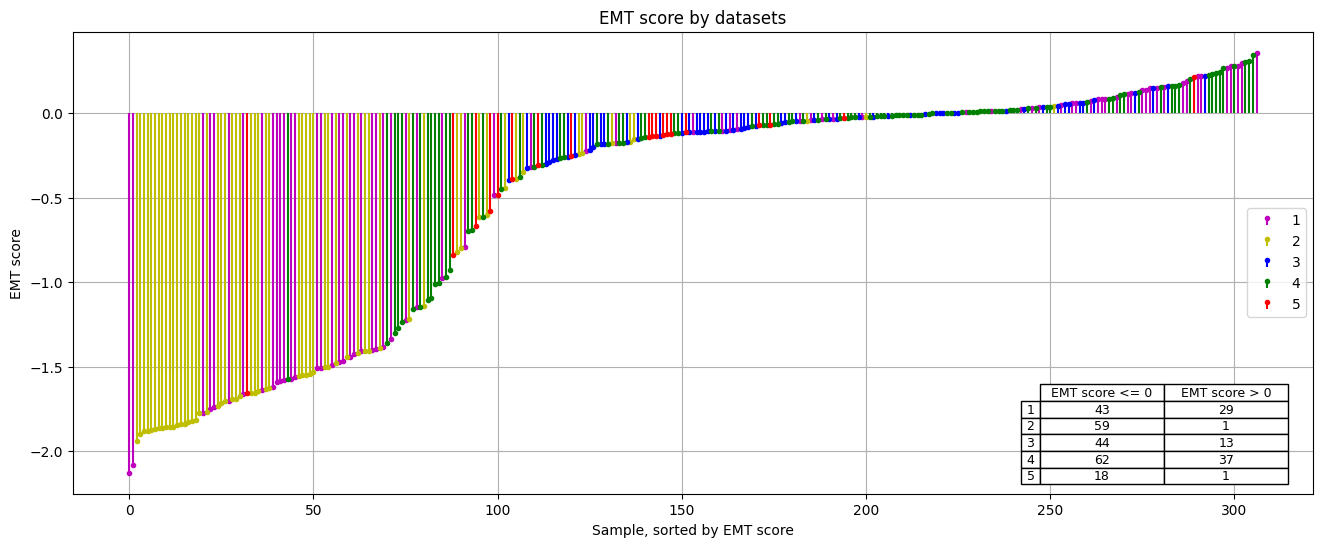 EMT score by datasets
EMT score
0.0
−0.5
−1.0
−1.5
−2.0
0
50
100
150
200
250
300
Sample, sorted by EMT score
1
2
3
4
5
EMT score <= 0 EMT score > 0
1 43 29
2 59 1
3 44 13
4 62 37
5 18 1